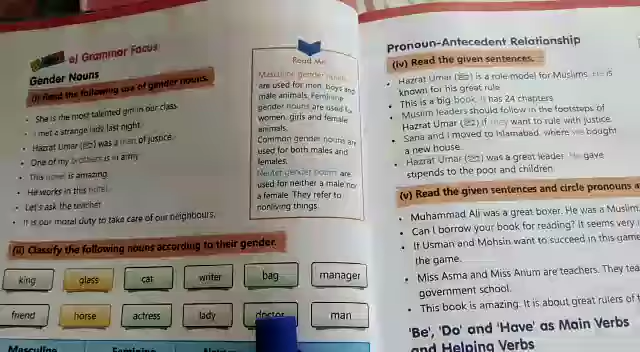 e) Grammar Focus
Gender Nouns
(i) Read the following use of gender nouns.
She is the most talented girl in our class.
I met a strange lady last night.
Hazrat Umar (رضي) was a man of justice.
One of my brothers is in army.
This novel is amazing.
He works in this hotel.
Let's ask the teacher.
It is our moral duty to take care of our neighbours.
(ii) Classify the following nouns according to their gender.
king glass cat writer bag manager
friend horse actress lady doctor man
Masculine Feminine
Read Me
Masculine gender nouns
are used for men, boys and
male animals. Feminine
gender nouns are used for
women, girls and female
animals.
Common gender nouns are
used for both males and
females.
Neuter gender nouns are
used for neither a male nor
a female. They refer to
nonliving things.
Pronoun-Antecedent Relationship
(iv) Read the given sentences.
Hazrat Umar (رضي) is a role-model for Muslims. He is
known for his great rule.
This is a big book. It has 24 chapters.
Muslim leaders should follow in the footsteps of
Hazrat Umar (رضي) if they want to rule with justice.
Sana and I moved to Islamabad, where we bought
a new house.
Hazrat Umar (رضي) was a great leader. He gave
stipends to the poor and children.
(v) Read the given sentences and circle pronouns a
Muhammad Ali was a great boxer. He was a Muslim.
Can I borrow your book for reading? It seems very i
If Usman and Mohsin want to succeed in this game
the game.
Miss Asma and Miss Anum are teachers. They tea
government school.
This book is amazing. It is about great rulers of t
'Be', 'Do' and 'Have' as Main Verbs
and Helping Verbs